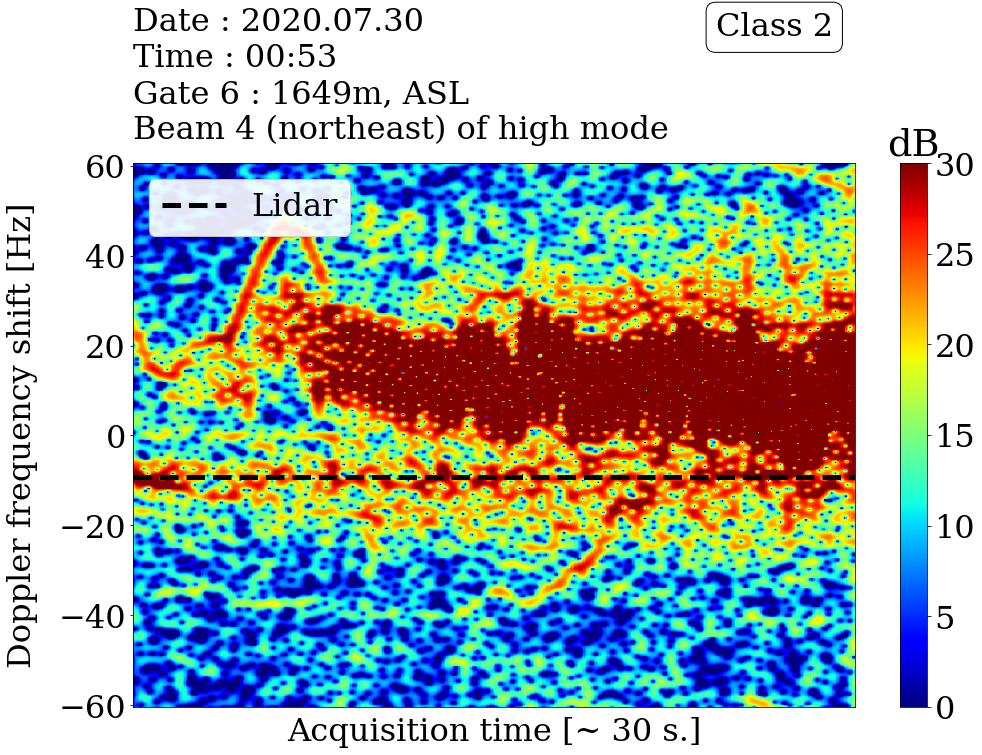 Date : 2020.07.30
Time : 00:53
Gate 6 : 1649m, ASL
Beam 4 (northeast) of high mode
Class 2
dB
Lidar
Doppler frequency shift [Hz]
60
40
20
0
−20
−40
−60
Acquisition time [~ 30 s.]
30
25
20
15
10
5
0